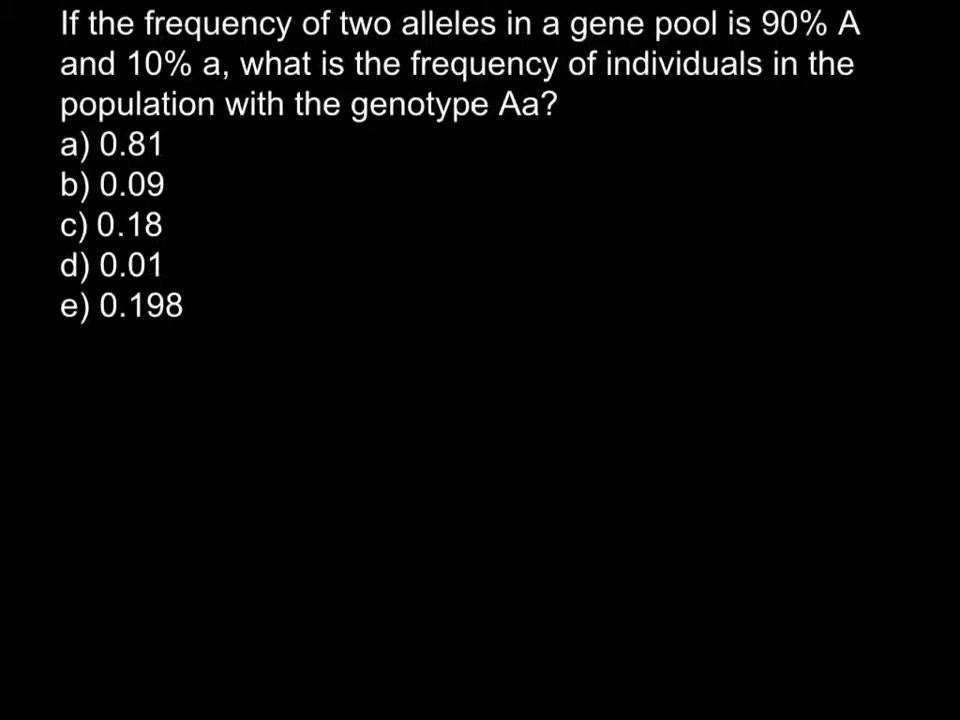 If the frequency of two alleles in a gene pool is 90% A
and 10% a, what is the frequency of individuals in the
population with the genotype Aa?
a) 0.81
b) 0.09
c) 0.18
d) 0.01
e) 0.198